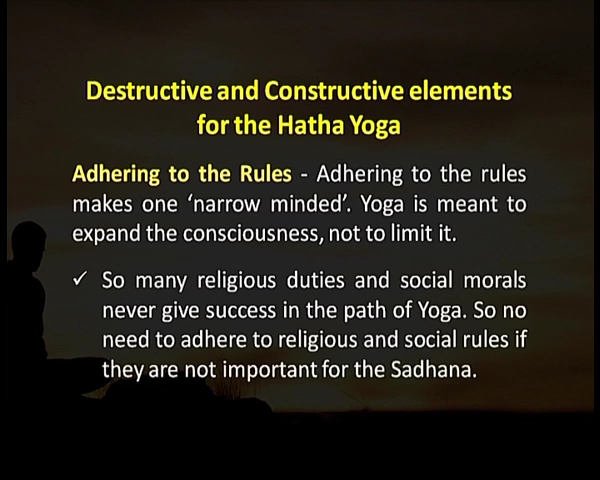 Destructive and Constructive elements
for the Hatha Yoga
Adhering to the Rules - Adhering to the rules
makes one ‘narrow minded’. Yoga is meant to
expand the consciousness, not to limit it.
✓ So many religious duties and social morals
never give success in the path of Yoga. So no
need to adhere to religious and social rules if
they are not important for the Sadhana.